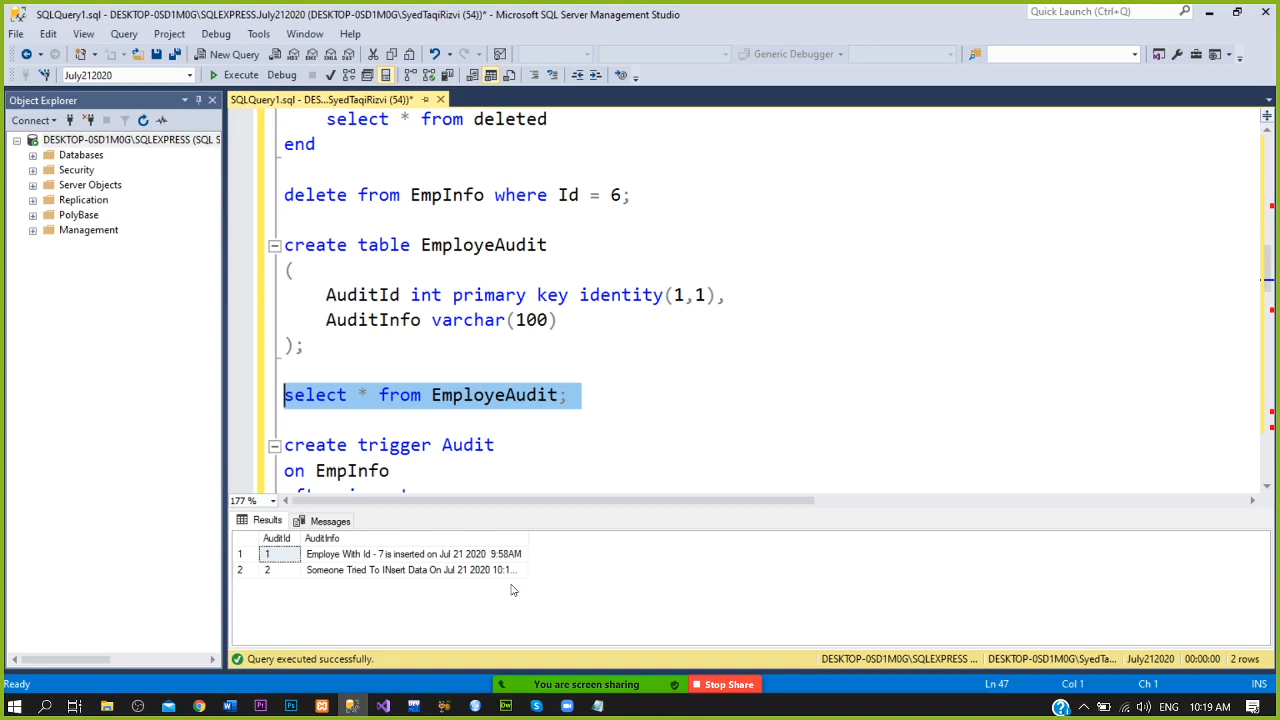 SQLQuery1.sql - DESKTOP-0SD1M0G\SQLEXPRESS.July212020 (DESKTOP-0SD1M0G\SyedTaqiRizvi (54))* - Microsoft SQL Server Management Studio
Quick Launch (Ctrl+Q)
File Edit View Query Project Debug Tools Window Help
New Query
Generic Debugger
July212020 Execute Debug
Object Explorer
SQLQuery1.sql - DES...SyedTaqiRizvi (54))*
Connect
DESKTOP-0SD1M0G\SQLEXPRESS (SQL S
Databases
Security
Server Objects
Replication
PolyBase
Management
select * from deleted
end
delete from EmpInfo where Id = 6;
create table EmployeAudit
(
AuditId int primary key identity(1,1),
AuditInfo varchar(100)
);
select * from EmployeAudit;
create trigger Audit
on EmpInfo
177 %
Results Messages
AuditId AuditInfo
1 1 Employe With Id - 7 is inserted on Jul 21 2020 9:58AM
2 2 Someone Tried To INsert Data On Jul 21 2020 10:1...
Query executed successfully.
DESKTOP-0SD1M0G\SQLEXPRESS ... DESKTOP-0SD1M0G\SyedTa... July212020 00:00:00 2 rows
Ready
You are screen sharing Stop Share
Ln 47 Col 1 Ch 1 INS
ENG 10:19 AM